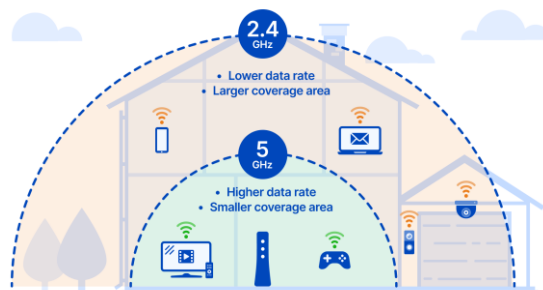 2.4
GHz
• Lower data rate
• Larger coverage area
5
GHz
• Higher data rate
• Smaller coverage area